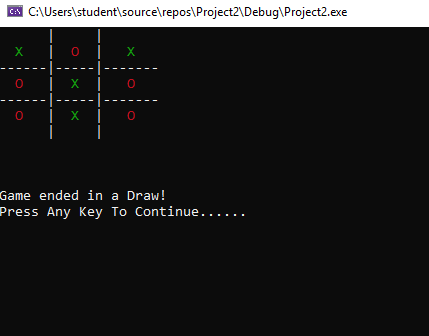 C:\Users\student\source\repos\Project2\Debug\Project2.exe
X | O | X
------|-----|-------
O | X | O
------|-----|-------
O | X | O
Game ended in a Draw!
Press Any Key To Continue......